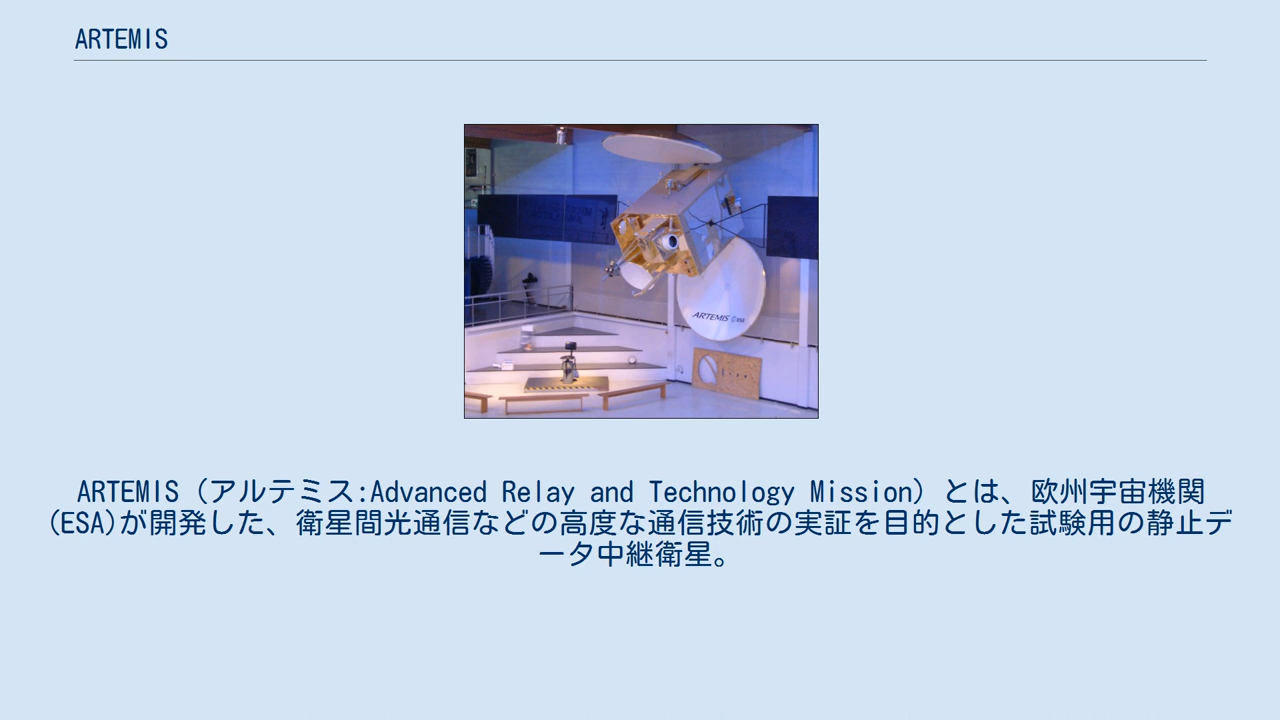 ARTEMIS
ARTEMIS
ARTEMIS（アルテミス:Advanced Relay and Technology Mission）とは、欧州宇宙機関
(ESA)が開発した、衛星間光通信などの高度な通信技術の実証を目的とした試験用の静止デ
ータ中継衛星。